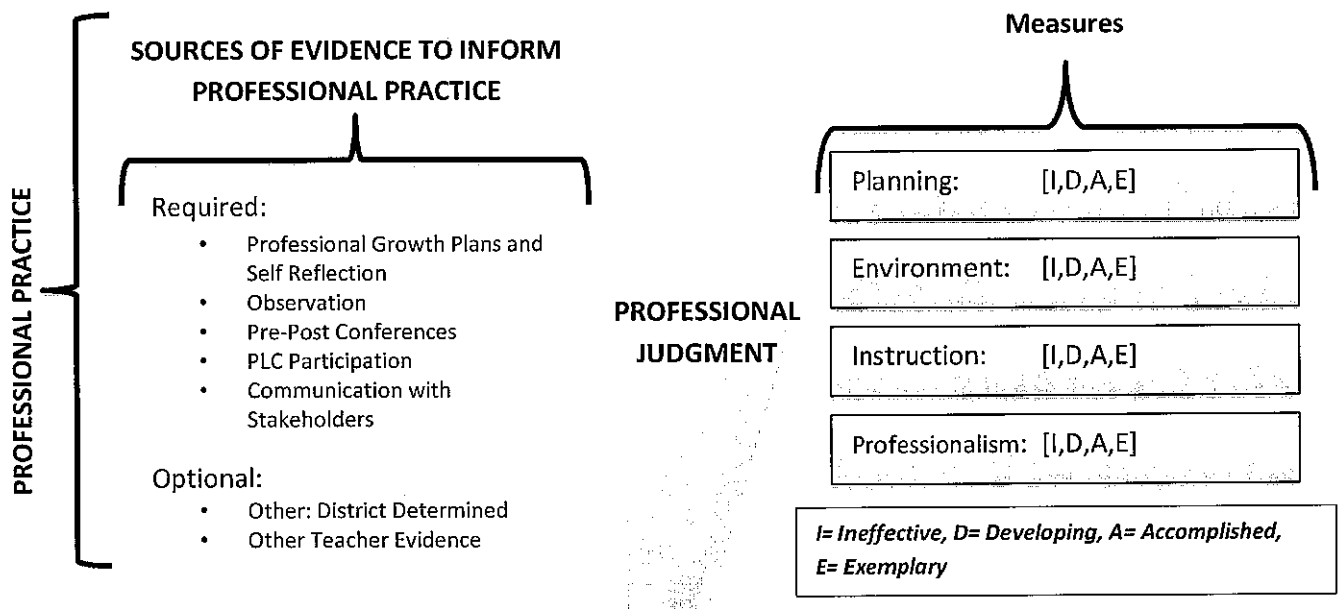 PROFESSIONAL PRACTICE
SOURCES OF EVIDENCE TO INFORM
PROFESSIONAL PRACTICE
Required:
• Professional Growth Plans and
Self Reflection
• Observation
• Pre-Post Conferences
• PLC Participation
• Communication with
Stakeholders
Optional:
• Other: District Determined
• Other Teacher Evidence
PROFESSIONAL
JUDGMENT
Measures
Planning: [I,D,A,E]
Environment: [I,D,A,E]
Instruction: [I,D,A,E]
Professionalism: [I,D,A,E]
I= Ineffective, D= Developing, A= Accomplished,
E= Exemplary